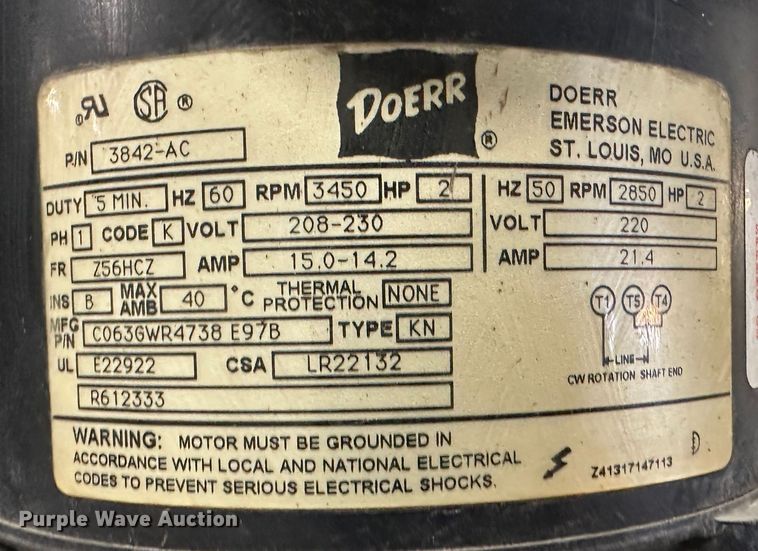 DOERR
DOERR
EMERSON ELECTRIC
ST. LOUIS, MO U.S.A.
P/N 3842-AC
DUTY 5 MIN. HZ 60 RPM 3450 HP 2 HZ 50 RPM 2850 HP 2
PH 1 CODE K VOLT 208-230 VOLT 220
FR Z56HCZ AMP 15.0-14.2 AMP 21.4
INS B MAX AMB 40 °C THERMAL PROTECTION NONE
T1 T5 T4
MFG P/N C063GWR4738 E97B TYPE KN
LINE
CW ROTATION SHAFT END
UL E22922 CSA LR22132
R612333
WARNING: MOTOR MUST BE GROUNDED IN
ACCORDANCE WITH LOCAL AND NATIONAL ELECTRICAL
CODES TO PREVENT SERIOUS ELECTRICAL SHOCKS.
Z41317147113
Purple Wave Auction